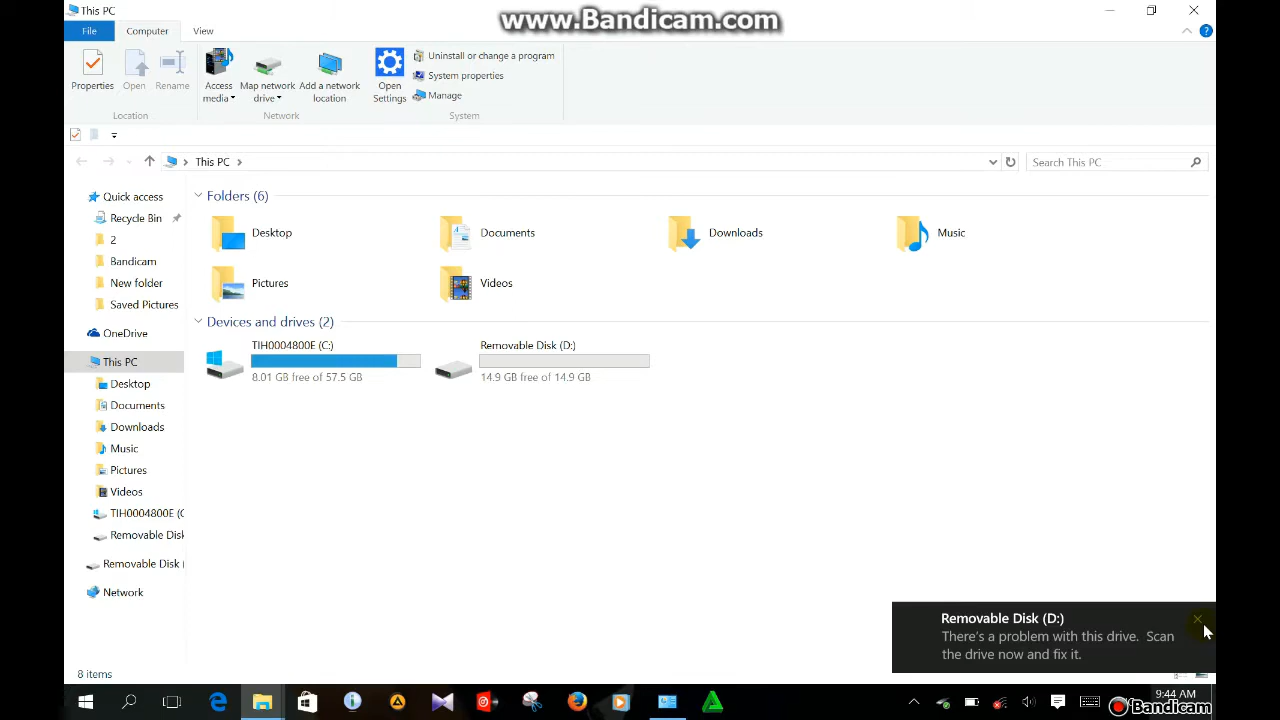 This PC
www.Bandicam.com
File
Computer
View
Properties
Open
Rename
Access
media
Map network
drive
Add a network
location
Open
Settings
Uninstall or change a program
System properties
Manage
Location
Network
System
This PC
Search This PC
Quick access
Recycle Bin
2
Bandicam
New folder
Saved Pictures
OneDrive
This PC
Desktop
Documents
Downloads
Music
Pictures
Videos
TIH0004800E (C
Removable Disk
Removable Disk (
Network
Folders (6)
Desktop
Documents
Downloads
Music
Pictures
Videos
Devices and drives (2)
TIH0004800E (C:)
8.01 GB free of 57.5 GB
Removable Disk (D:)
14.9 GB free of 14.9 GB
Removable Disk (D:)
There's a problem with this drive. Scan
the drive now and fix it.
8 items
9:44 AM
Bandicam